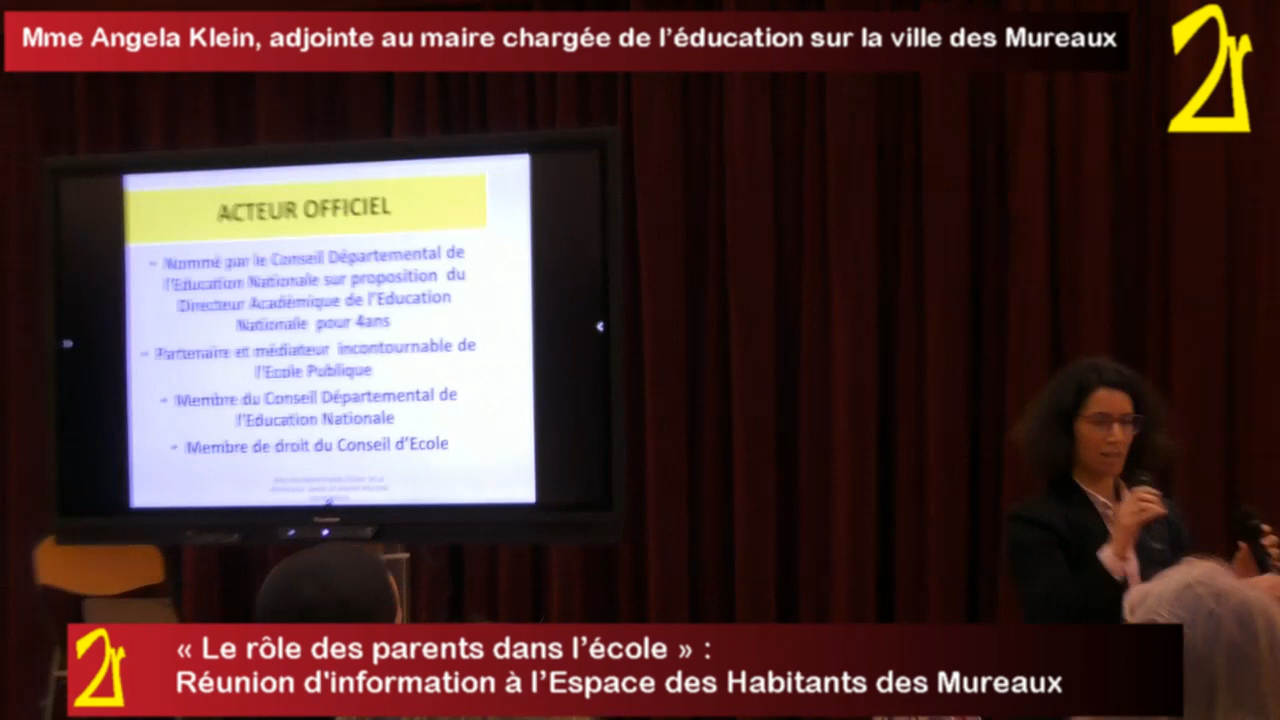 Mme Angela Klein, adjointe au maire chargée de l'éducation sur la ville des Mureaux
2r
ACTEUR OFFICIEL
- Nommé par le Conseil Départemental de
l'Education Nationale sur proposition du
Directeur Académique de l'Education
Nationale pour 4ans
- Partenaire et médiateur incontournable de
l'Ecole Publique
- Membre du Conseil Départemental de
l'Education Nationale
- Membre de droit du Conseil d'Ecole
2r
« Le rôle des parents dans l'école » :
Réunion d'information à l'Espace des Habitants des Mureaux